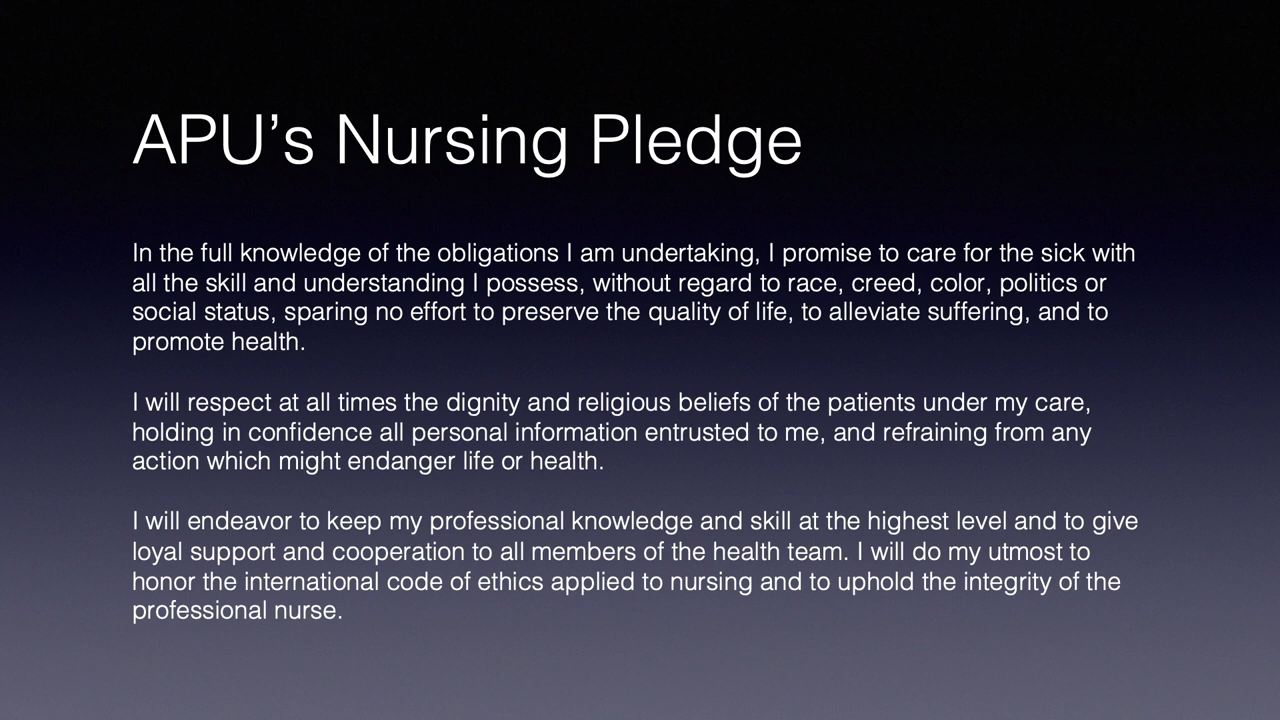 APU’s Nursing Pledge
In the full knowledge of the obligations I am undertaking, I promise to care for the sick with
all the skill and understanding I possess, without regard to race, creed, color, politics or
social status, sparing no effort to preserve the quality of life, to alleviate suffering, and to
promote health.
I will respect at all times the dignity and religious beliefs of the patients under my care,
holding in confidence all personal information entrusted to me, and refraining from any
action which might endanger life or health.
I will endeavor to keep my professional knowledge and skill at the highest level and to give
loyal support and cooperation to all members of the health team. I will do my utmost to
honor the international code of ethics applied to nursing and to uphold the integrity of the
professional nurse.